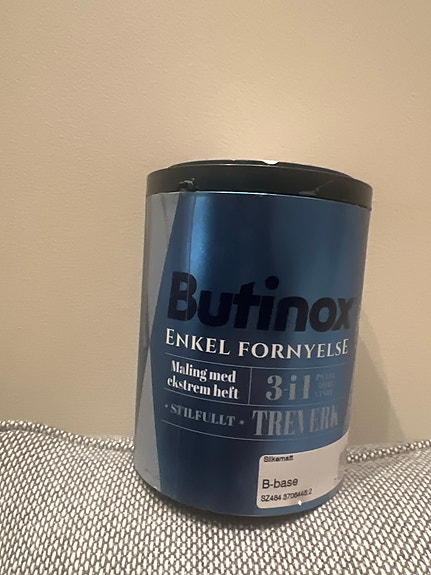 Butinox
ENKEL FORNYELSE
Maling med
ekstrem heft
3-i-1
• STILFULLT •
TREVERK
Silkematt
B-base